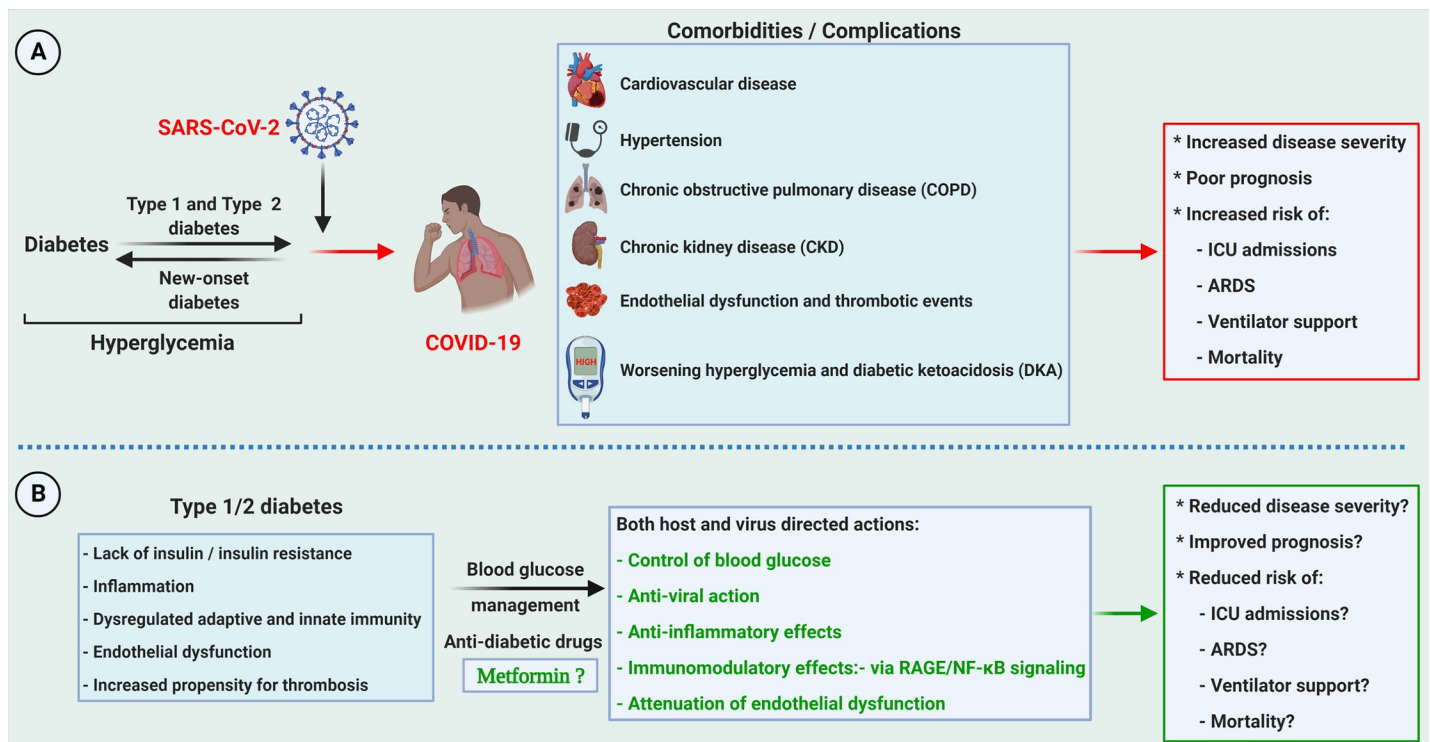 A
Comorbidities / Complications
SARS-CoV-2
Type 1 and Type 2
diabetes
Diabetes
New-onset
diabetes
Hyperglycemia
COVID-19
Cardiovascular disease
Hypertension
Chronic obstructive pulmonary disease (COPD)
Chronic kidney disease (CKD)
Endothelial dysfunction and thrombotic events
HIGH
Worsening hyperglycemia and diabetic ketoacidosis (DKA)
* Increased disease severity
* Poor prognosis
* Increased risk of:
- ICU admissions
- ARDS
- Ventilator support
- Mortality
B
Type 1/2 diabetes
- Lack of insulin / insulin resistance
- Inflammation
- Dysregulated adaptive and innate immunity
- Endothelial dysfunction
- Increased propensity for thrombosis
Blood glucose
management
Anti-diabetic drugs
Metformin ?
Both host and virus directed actions:
- Control of blood glucose
- Anti-viral action
- Anti-inflammatory effects
- Immunomodulatory effects:- via RAGE/NF-κB signaling
- Attenuation of endothelial dysfunction
* Reduced disease severity?
* Improved prognosis?
* Reduced risk of:
- ICU admissions?
- ARDS?
- Ventilator support?
- Mortality?